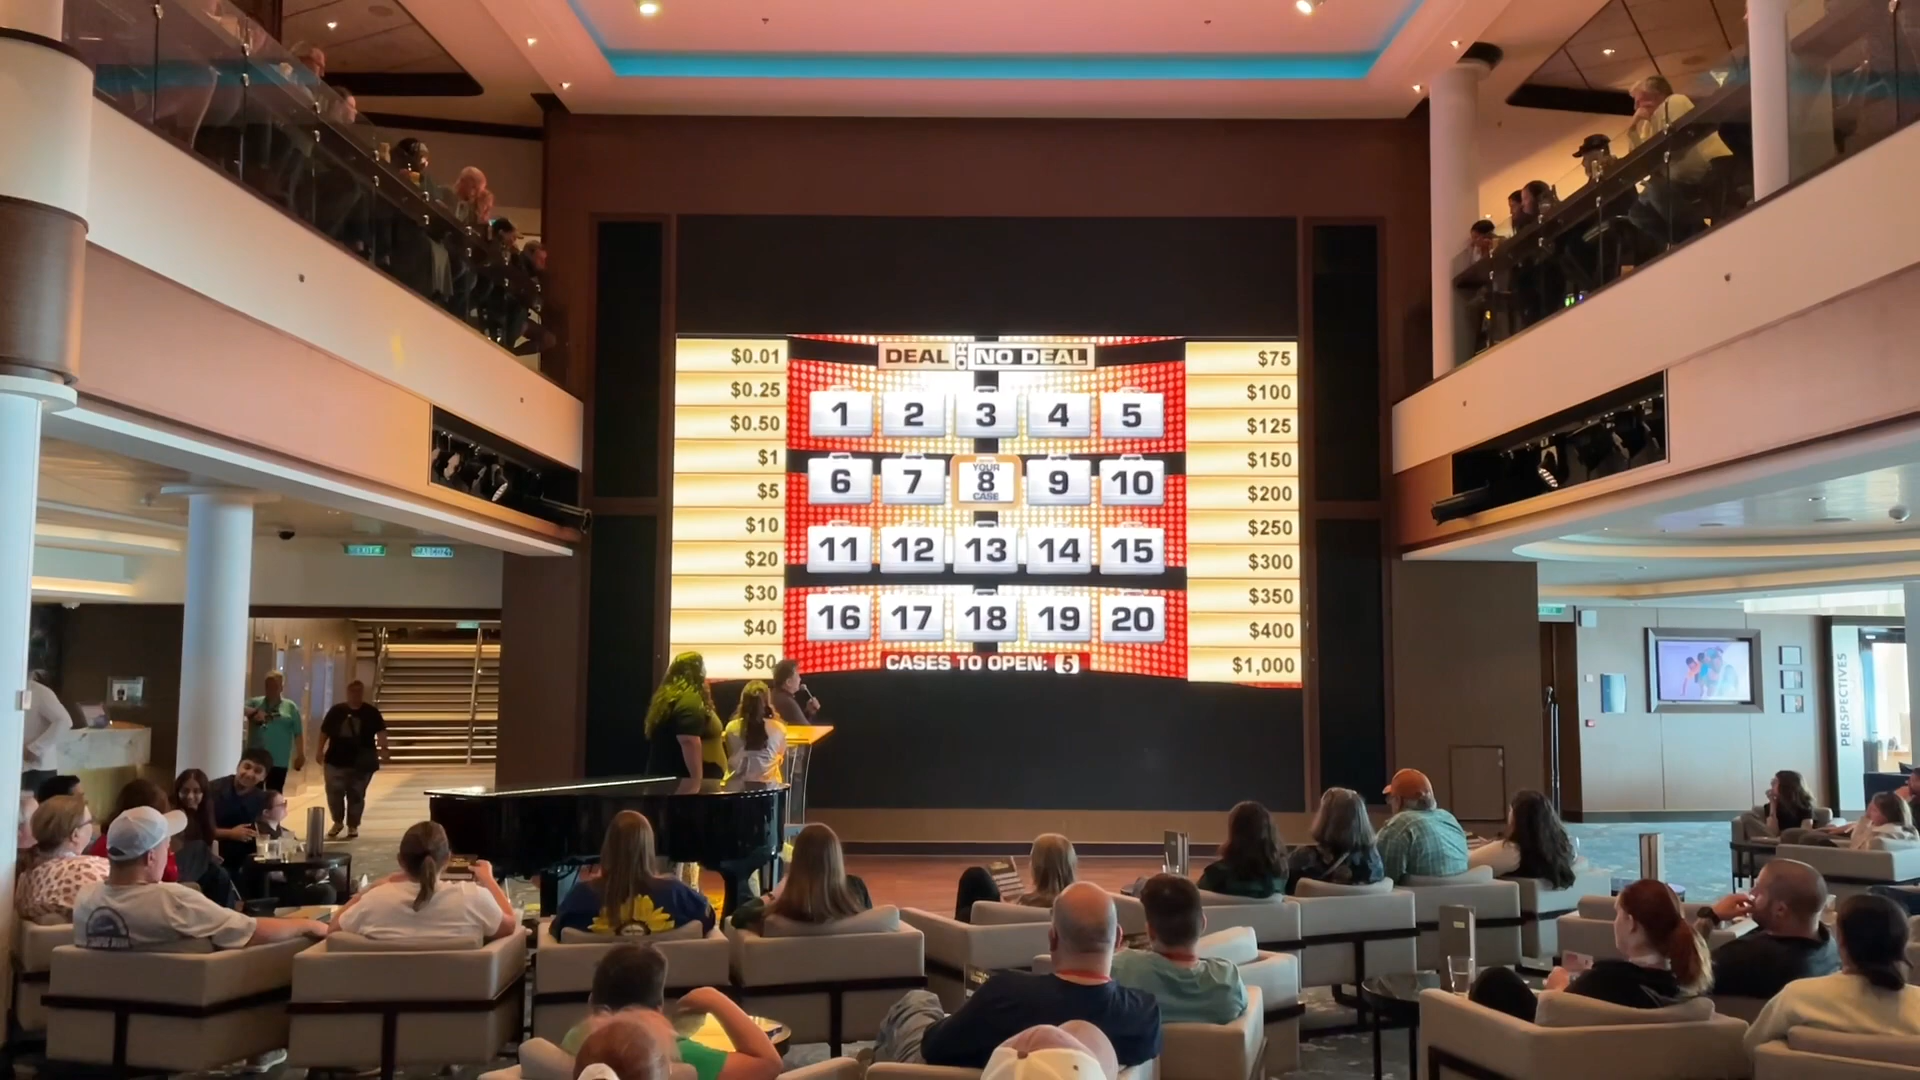 DEAL OR NO DEAL
$0.01
$0.25
$0.50
$1
$5
$10
$20
$30
$40
$50
1 2 3 4 5
6 7 YOUR 8 CASE 9 10
11 12 13 14 15
16 17 18 19 20
CASES TO OPEN: 5
$75
$100
$125
$150
$200
$250
$300
$350
$400
$1,000
EXIT
PERSPECTIVES